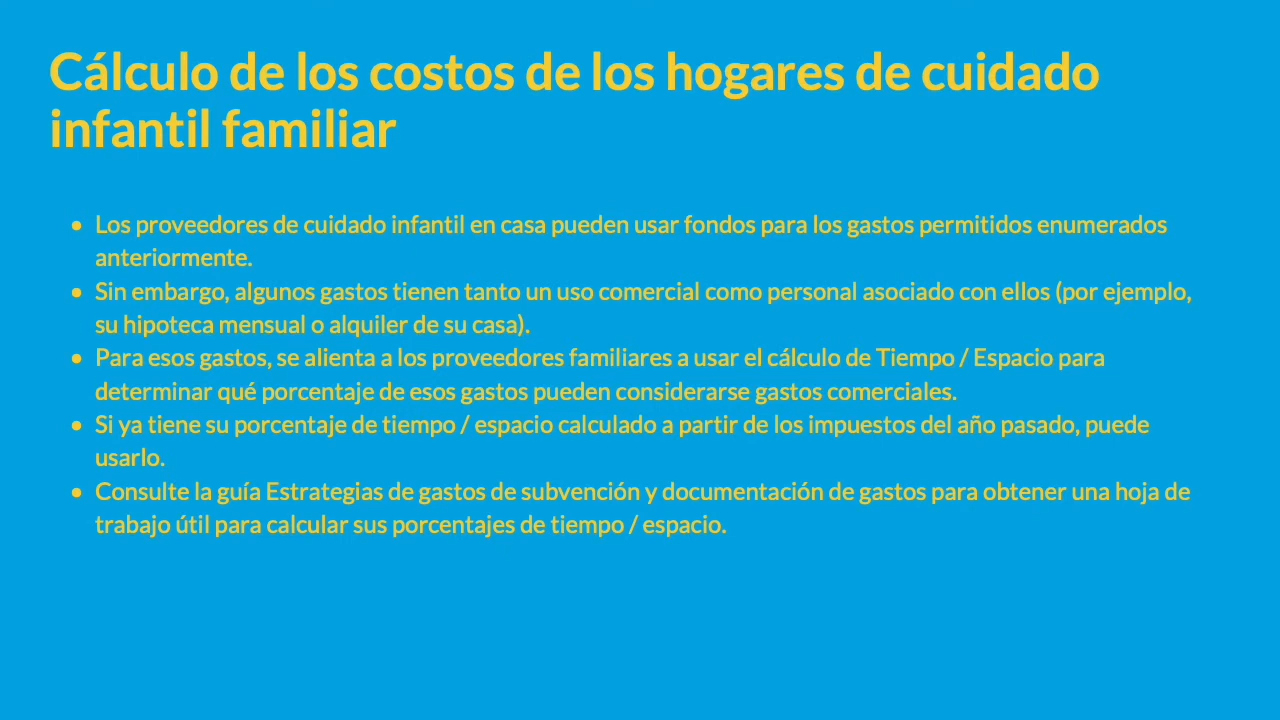 Cálculo de los costos de los hogares de cuidado
infantil familiar
• Los proveedores de cuidado infantil en casa pueden usar fondos para los gastos permitidos enumerados
anteriormente.
• Sin embargo, algunos gastos tienen tanto un uso comercial como personal asociado con ellos (por ejemplo,
su hipoteca mensual o alquiler de su casa).
• Para esos gastos, se alienta a los proveedores familiares a usar el cálculo de Tiempo / Espacio para
determinar qué porcentaje de esos gastos pueden considerarse gastos comerciales.
• Si ya tiene su porcentaje de tiempo / espacio calculado a partir de los impuestos del año pasado, puede
usarlo.
• Consulte la guía Estrategias de gastos de subvención y documentación de gastos para obtener una hoja de
trabajo útil para calcular sus porcentajes de tiempo / espacio.